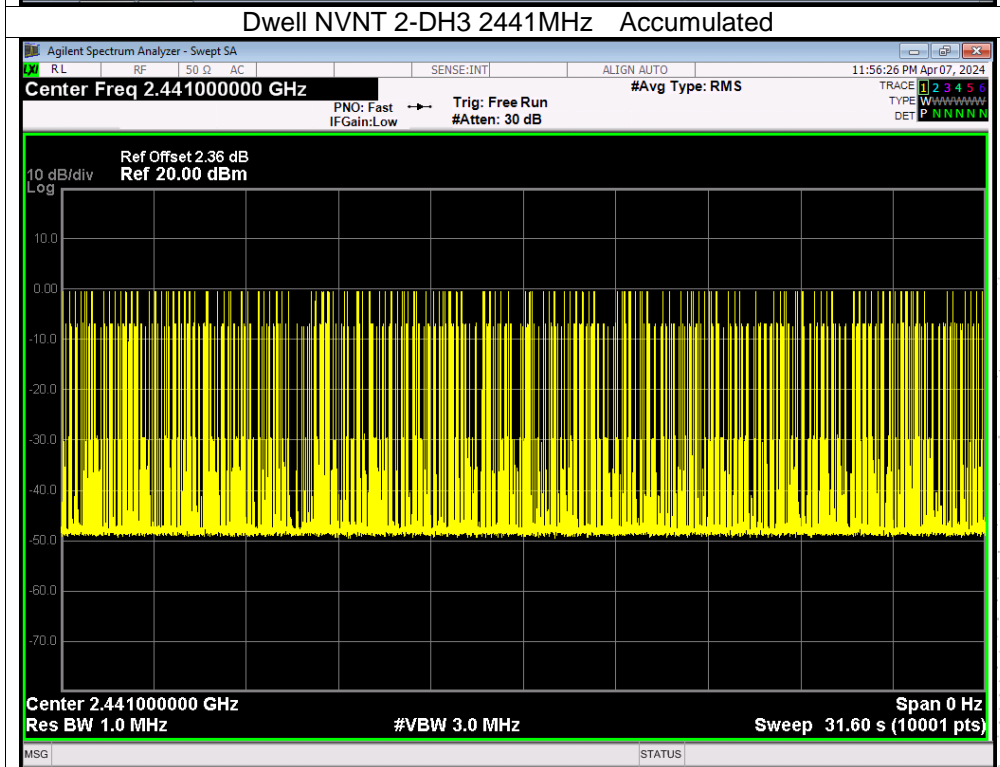 Dwell NVNT 2-DH3 2441MHz Accumulated
Agilent Spectrum Analyzer - Swept SA
LXI RL RF 50 Ω AC SENSE:INT ALIGN AUTO 11:56:26 PM Apr 07, 2024
Center Freq 2.441000000 GHz #Avg Type: RMS TRACE 1 2 3 4 5 6
PNO: Fast Trig: Free Run TYPE WWWWWW
IFGain:Low #Atten: 30 dB DET P N N N N N
Ref Offset 2.36 dB
10 dB/div Ref 20.00 dBm
Log
10.0
0.00
-10.0
-20.0
-30.0
-40.0
-50.0
-60.0
-70.0
Center 2.441000000 GHz Span 0 Hz
Res BW 1.0 MHz #VBW 3.0 MHz Sweep 31.60 s (10001 pts)
MSG STATUS